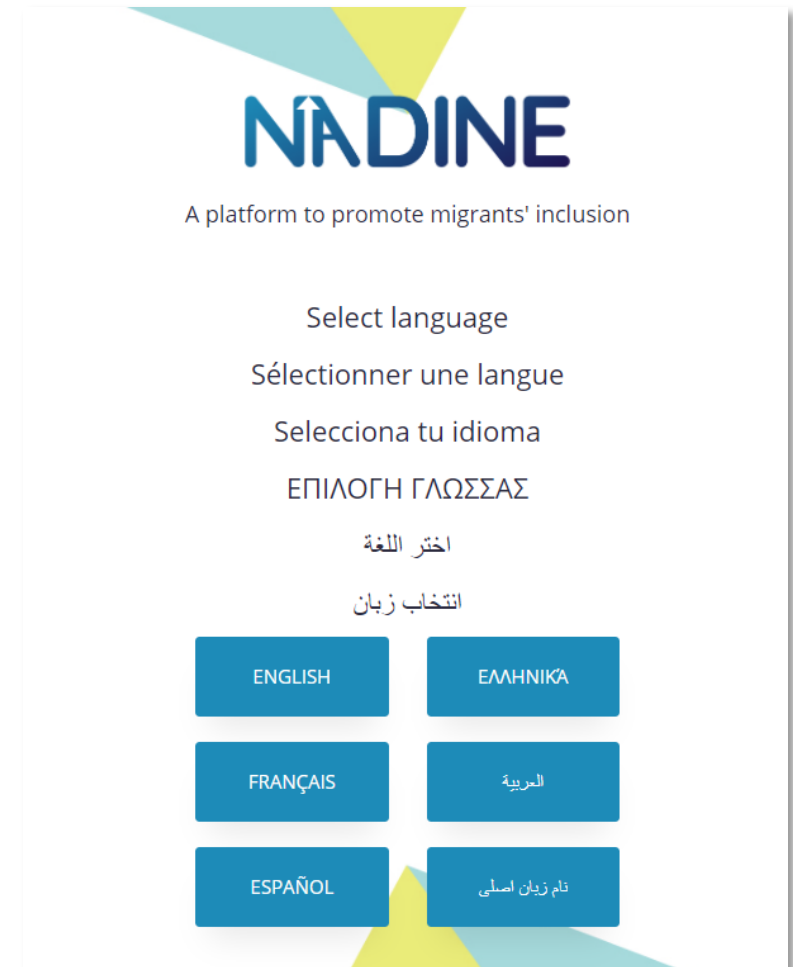 NADINE
A platform to promote migrants' inclusion
Select language
Sélectionner une langue
Selecciona tu idioma
ΕΠΙΛΟΓΗ ΓΛΩΣΣΑΣ
اختر اللغة
انتخاب زبان
ENGLISH
ΕΛΛΗΝΙΚΆ
FRANÇAIS
العربية
ESPAÑOL
نام زبان اصلی